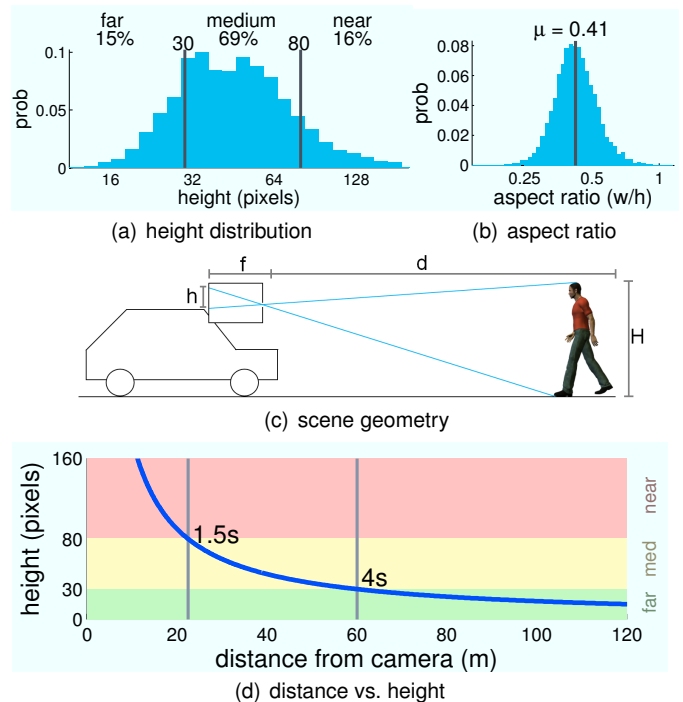 far medium near
15% 69% 16%
30 80
0.1
0.05
0
prob
16 32 64 128
height (pixels)
(a) height distribution
μ = 0.41
0.08
0.06
0.04
0.02
0
prob
0.25 0.5 1
aspect ratio (w/h)
(b) aspect ratio
f d
h
H
(c) scene geometry
160
80
30
0
height (pixels)
1.5s
4s
near
med
far
0 20 40 60 80 100 120
distance from camera (m)
(d) distance vs. height